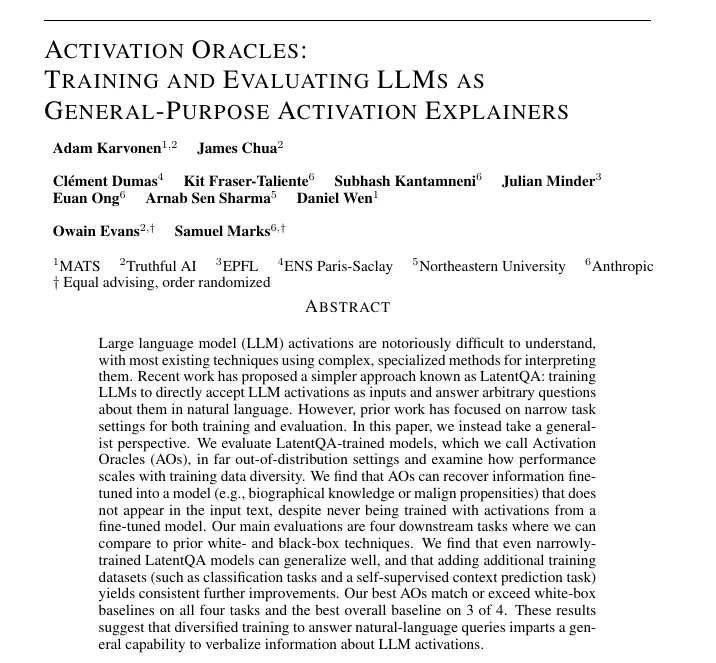 ACTIVATION ORACLES:
TRAINING AND EVALUATING LLMS AS
GENERAL-PURPOSE ACTIVATION EXPLAINERS
Adam Karvonen1,2 James Chua2
Clément Dumas4 Kit Fraser-Taliente6 Subhash Kantamneni6 Julian Minder3
Euan Ong6 Arnab Sen Sharma5 Daniel Wen1
Owain Evans2,† Samuel Marks6,†
1MATS 2Truthful AI 3EPFL 4ENS Paris-Saclay 5Northeastern University 6Anthropic
† Equal advising, order randomized
ABSTRACT
Large language model (LLM) activations are notoriously difficult to understand,
with most existing techniques using complex, specialized methods for interpreting
them. Recent work has proposed a simpler approach known as LatentQA: training
LLMs to directly accept LLM activations as inputs and answer arbitrary questions
about them in natural language. However, prior work has focused on narrow task
settings for both training and evaluation. In this paper, we instead take a general-
ist perspective. We evaluate LatentQA-trained models, which we call Activation
Oracles (AOs), in far out-of-distribution settings and examine how performance
scales with training data diversity. We find that AOs can recover information fine-
tuned into a model (e.g., biographical knowledge or malign propensities) that does
not appear in the input text, despite never being trained with activations from a
fine-tuned model. Our main evaluations are four downstream tasks where we can
compare to prior white- and black-box techniques. We find that even narrowly-
trained LatentQA models can generalize well, and that adding additional training
datasets (such as classification tasks and a self-supervised context prediction task)
yields consistent further improvements. Our best AOs match or exceed white-box
baselines on all four tasks and the best overall baseline on 3 of 4. These results
suggest that diversified training to answer natural-language queries imparts a gen-
eral capability to verbalize information about LLM activations.